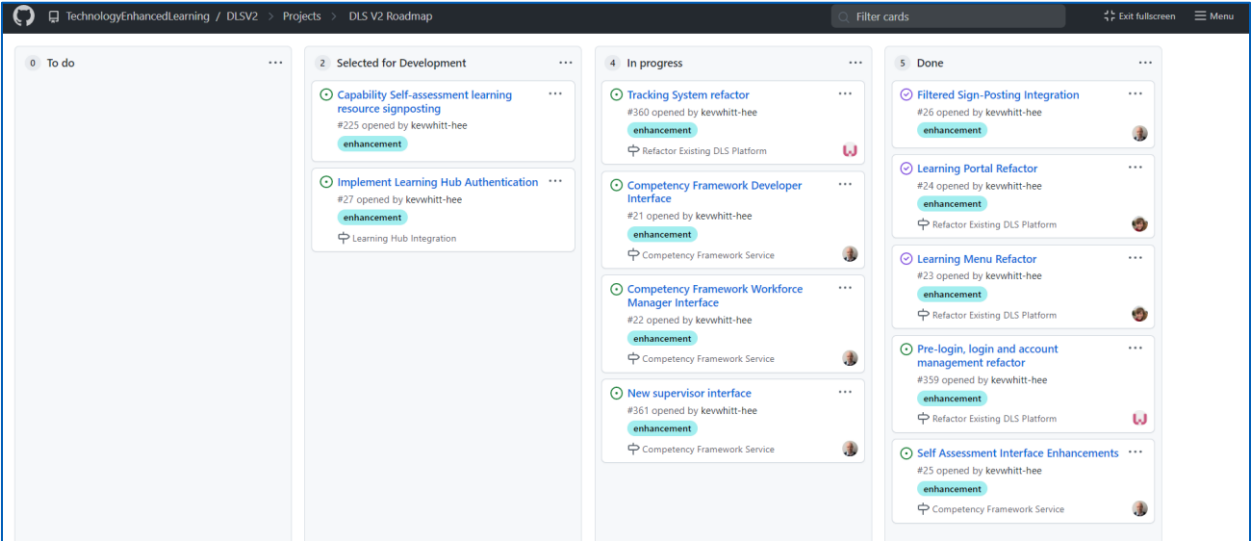 TechnologyEnhancedLearning / DLSV2 > Projects > DLS V2 Roadmap
Filter cards
Exit fullscreen
Menu
0 To do
2 Selected for Development
Capability Self-assessment learning
resource signposting
#225 opened by kevwhitt-hee
enhancement
Implement Learning Hub Authentication
#27 opened by kevwhitt-hee
enhancement
Learning Hub Integration
4 In progress
Tracking System refactor
#360 opened by kevwhitt-hee
enhancement
Refactor Existing DLS Platform
Competency Framework Developer
Interface
#21 opened by kevwhitt-hee
enhancement
Competency Framework Service
Competency Framework Workforce
Manager Interface
#22 opened by kevwhitt-hee
enhancement
Competency Framework Service
New supervisor interface
#361 opened by kevwhitt-hee
enhancement
Competency Framework Service
5 Done
Filtered Sign-Posting Integration
#26 opened by kevwhitt-hee
enhancement
Learning Portal Refactor
#24 opened by kevwhitt-hee
enhancement
Refactor Existing DLS Platform
Learning Menu Refactor
#23 opened by kevwhitt-hee
enhancement
Refactor Existing DLS Platform
Pre-login, login and account
management refactor
#359 opened by kevwhitt-hee
enhancement
Refactor Existing DLS Platform
Self Assessment Interface Enhancements
#25 opened by kevwhitt-hee
enhancement
Competency Framework Service